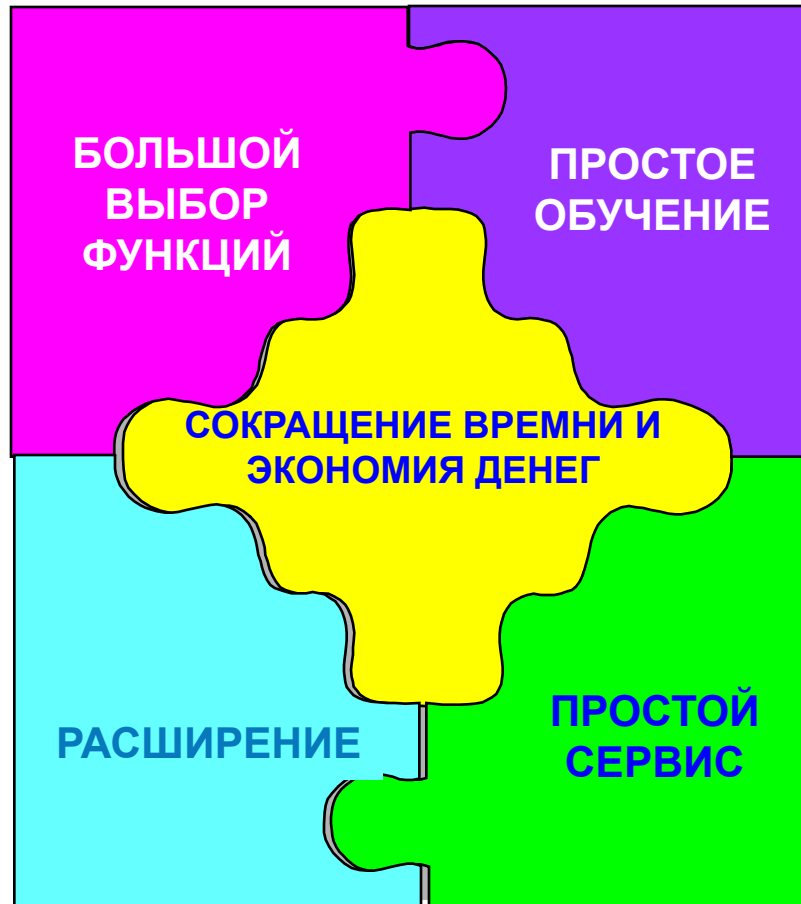 БОЛЬШОЙ
ВЫБОР
ФУНКЦИЙ
ПРОСТОЕ
ОБУЧЕНИЕ
СОКРАЩЕНИЕ ВРЕМНИ И
ЭКОНОМИЯ ДЕНЕГ
РАСШИРЕНИЕ
ПРОСТОЙ
СЕРВИС